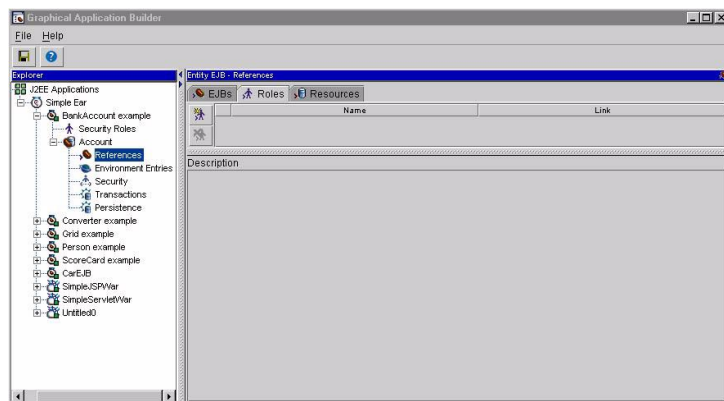 Graphical Application Builder
File Help
Explorer
J2EE Applications
Simple Ear
BankAccount example
Security Roles
Account
References
Environment Entries
Security
Transactions
Persistence
Converter example
Grid example
Person example
ScoreCard example
CarEJB
SimpleJSPWar
SimpleServletWar
Untitled0
Entity EJB - References
EJBs Roles Resources
Name Link
Description